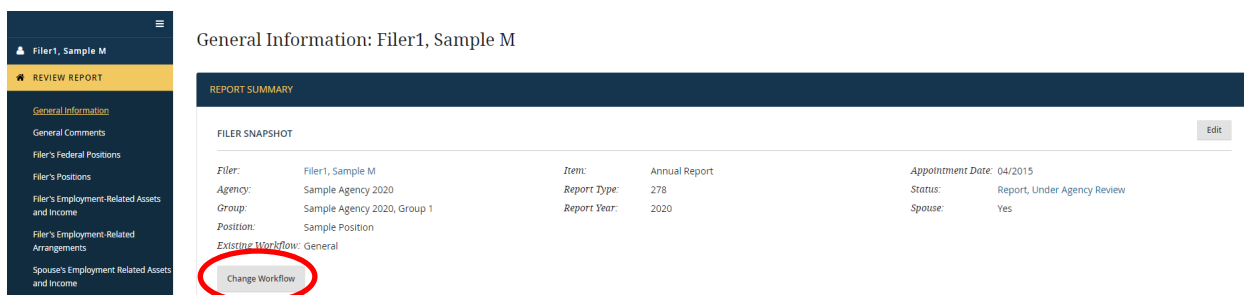 Filer1, Sample M
REVIEW REPORT
General Information
General Comments
Filer's Federal Positions
Filer's Positions
Filer's Employment-Related Assets
and Income
Filer's Employment-Related
Arrangements
Spouse's Employment Related Assets
and Income
General Information: Filer1, Sample M
REPORT SUMMARY
FILER SNAPSHOT
Edit
Filer: Filer1, Sample M Item: Annual Report Appointment Date: 04/2015
Agency: Sample Agency 2020 Report Type: 278 Status: Report, Under Agency Review
Group: Sample Agency 2020, Group 1 Report Year: 2020 Spouse: Yes
Position: Sample Position
Existing Workflow: General
Change Workflow